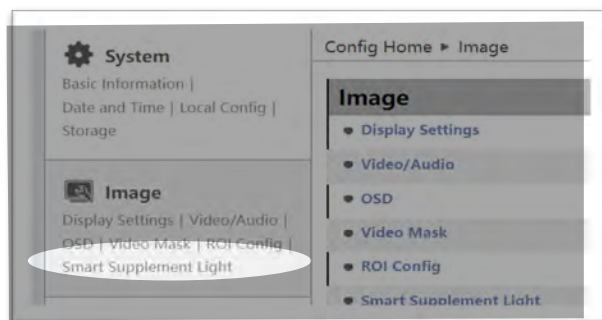 System
Basic Information |
Date and Time | Local Config |
Storage
Image
Display Settings | Video/Audio |
OSD | Video Mask | ROI Config |
Smart Supplement Light
Config Home ▸ Image
Image
Display Settings
Video/Audio
OSD
Video Mask
ROI Config
Smart Supplement Light